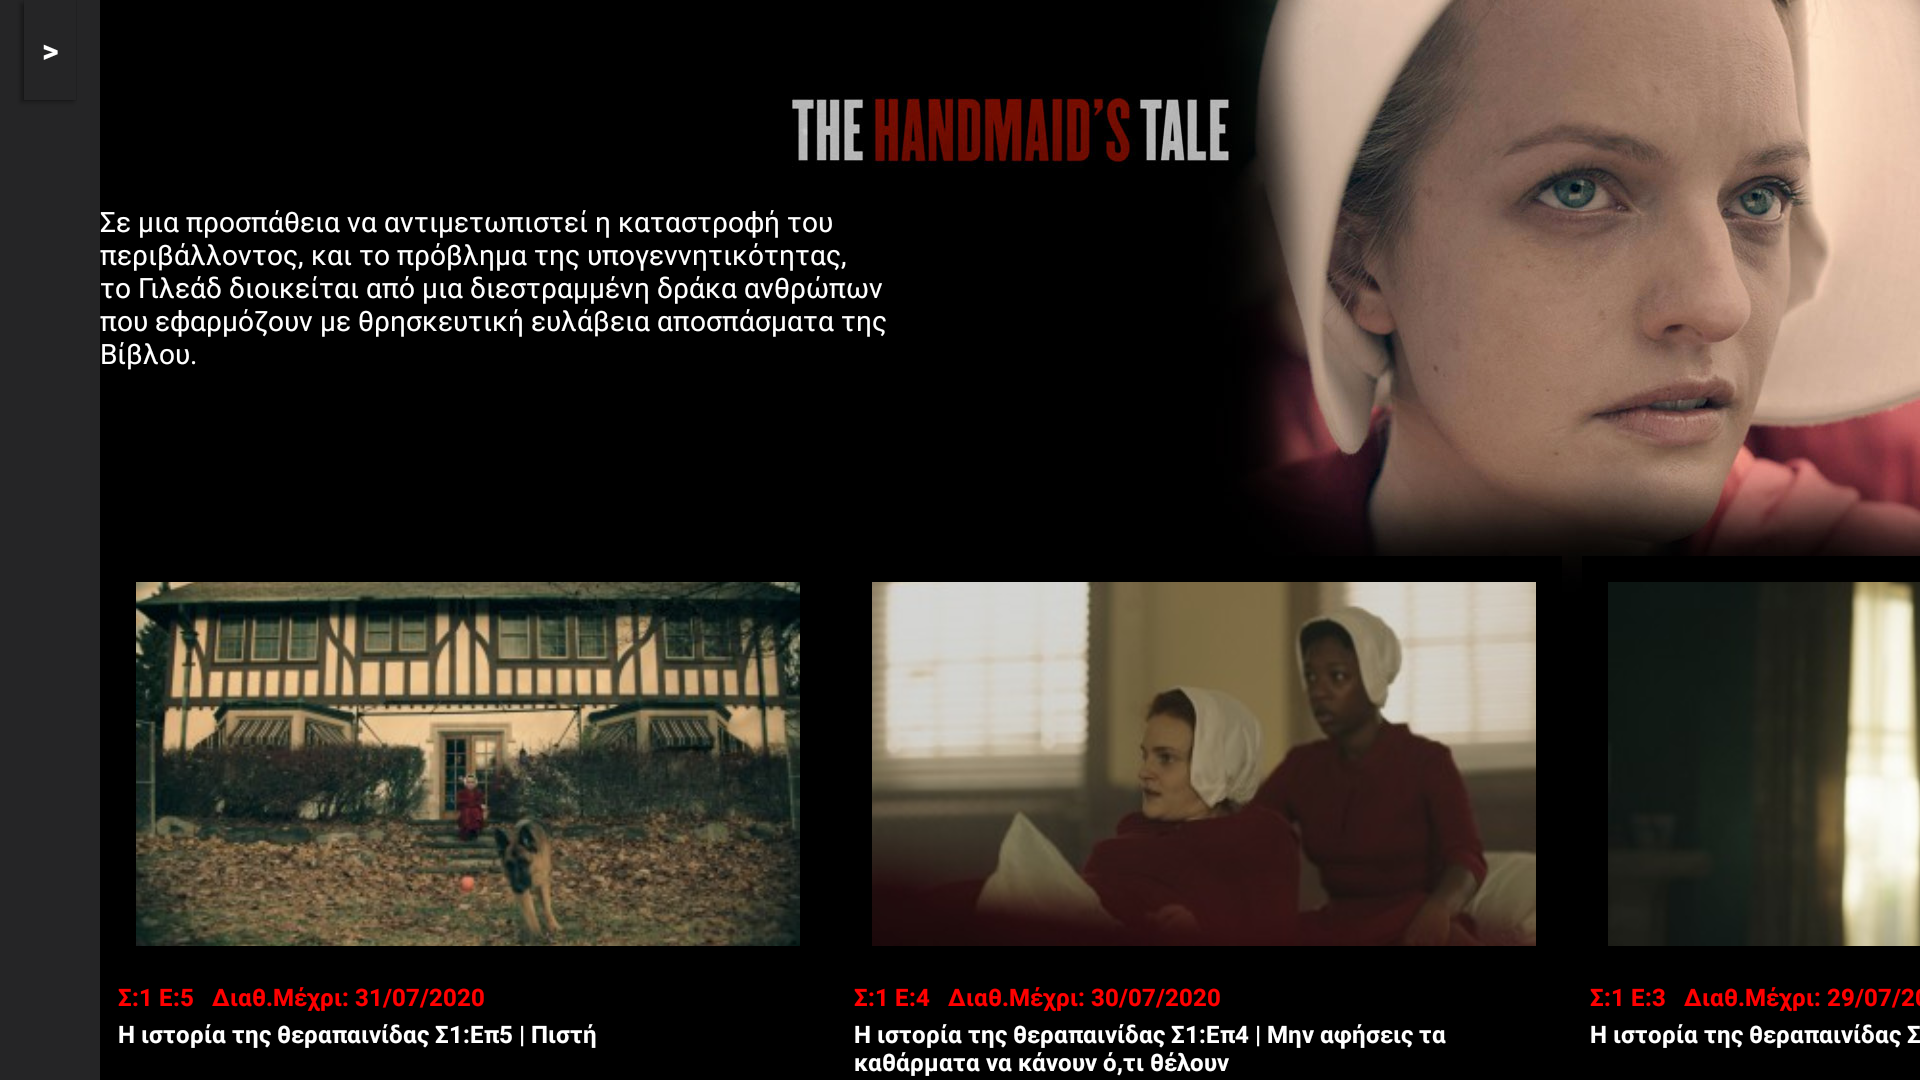 >
THE HANDMAID'S TALE
Σε μια προσπάθεια να αντιμετωπιστεί η καταστροφή του
περιβάλλοντος, και το πρόβλημα της υπογεννητικότητας,
το Γιλεάδ διοικείται από μια διεστραμμένη δράκα ανθρώπων
που εφαρμόζουν με θρησκευτική ευλάβεια αποσπάσματα της
Βίβλου.
Σ:1 Ε:5 Διαθ.Μέχρι: 31/07/2020
Η ιστορία της θεραπαινίδας Σ1:Επ5 | Πιστή
Σ:1 Ε:4 Διαθ.Μέχρι: 30/07/2020
Η ιστορία της θεραπαινίδας Σ1:Επ4 | Μην αφήσεις τα
καθάρματα να κάνουν ό,τι θέλουν
Σ:1 Ε:3 Διαθ.Μέχρι: 29/07/20
Η ιστορία της θεραπαινίδας Σ